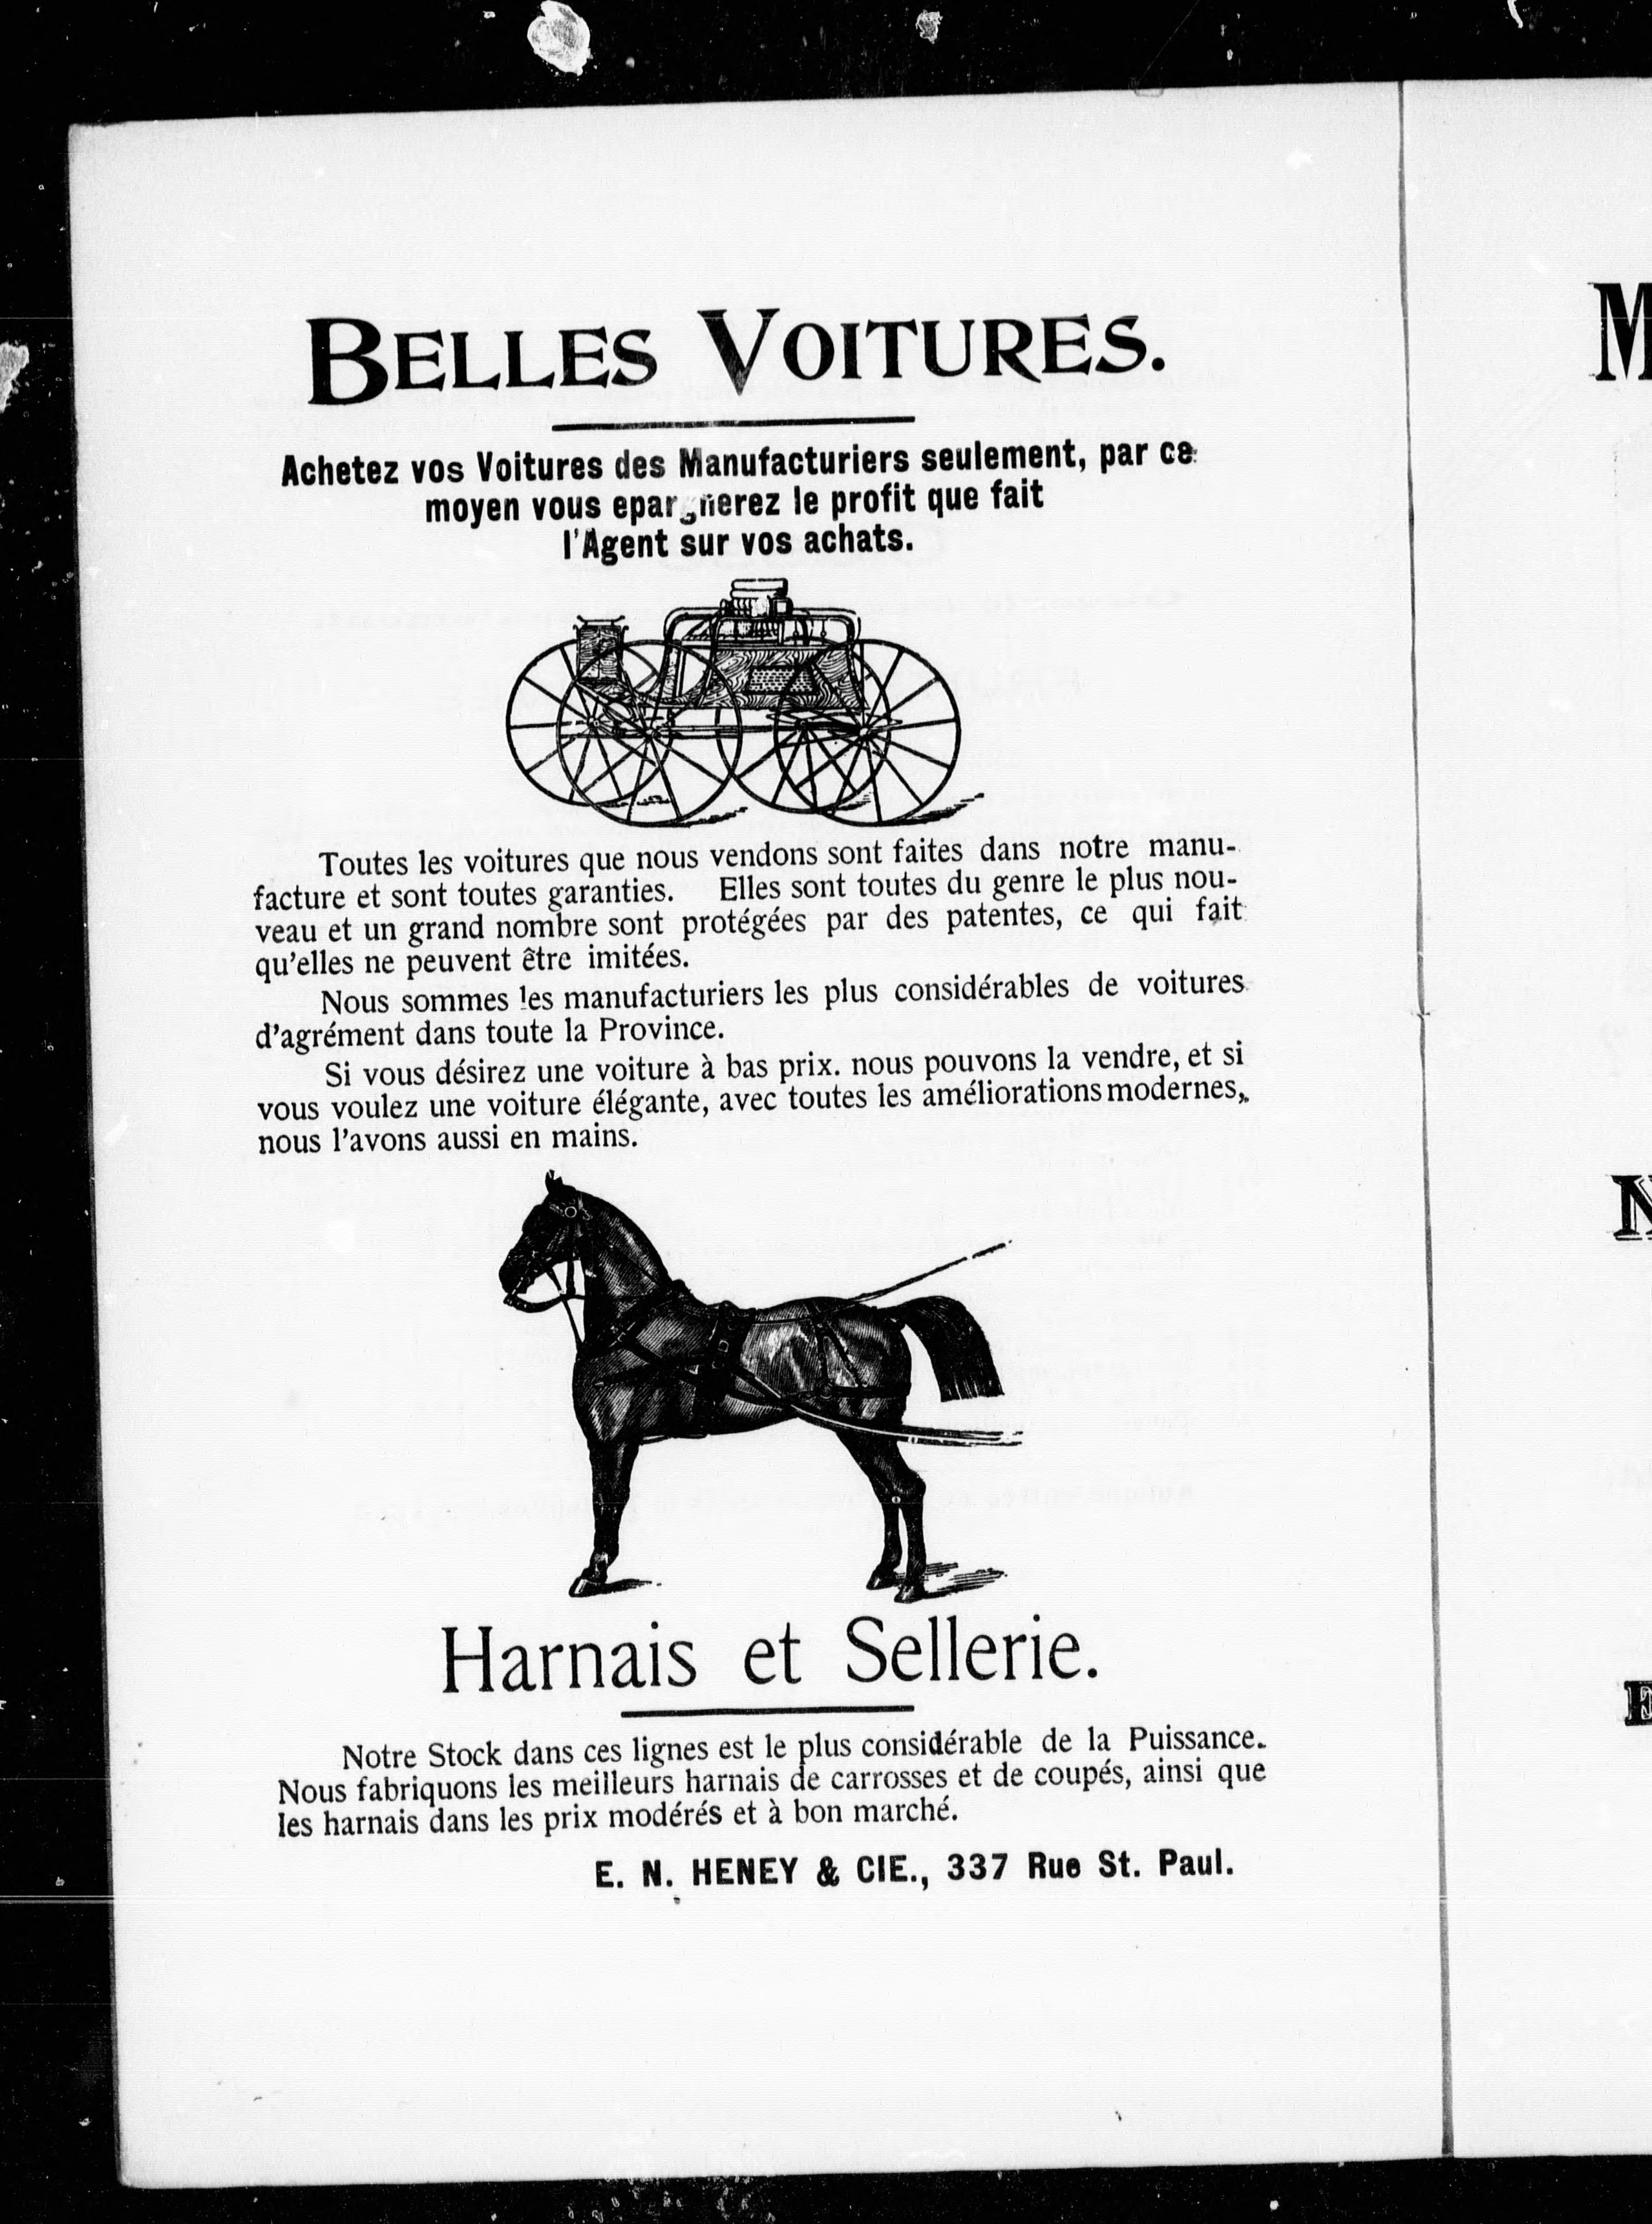 BELLES VOITURES.
Achetez vos Voitures des Manufacturiers seulement, par ce
moyen vous epargnerez le profit que fait
l'Agent sur vos achats.
Toutes les voitures que nous vendons sont faites dans notre manu-
facture et sont toutes garanties. Elles sont toutes du genre le plus nou-
veau et un grand nombre sont protégées par des patentes, ce qui fait
qu'elles ne peuvent être imitées.
Nous sommes les manufacturiers les plus considérables de voitures
d'agrément dans toute la Province.
Si vous désirez une voiture à bas prix. nous pouvons la vendre, et si
vous voulez une voiture élégante, avec toutes les améliorations modernes,
nous l'avons aussi en mains.
Harnais et Sellerie.
Notre Stock dans ces lignes est le plus considérable de la Puissance.
Nous fabriquons les meilleurs harnais de carrosses et de coupés, ainsi que
les harnais dans les prix modérés et à bon marché.
E. N. HENEY & CIE., 337 Rue St. Paul.
M
N
E